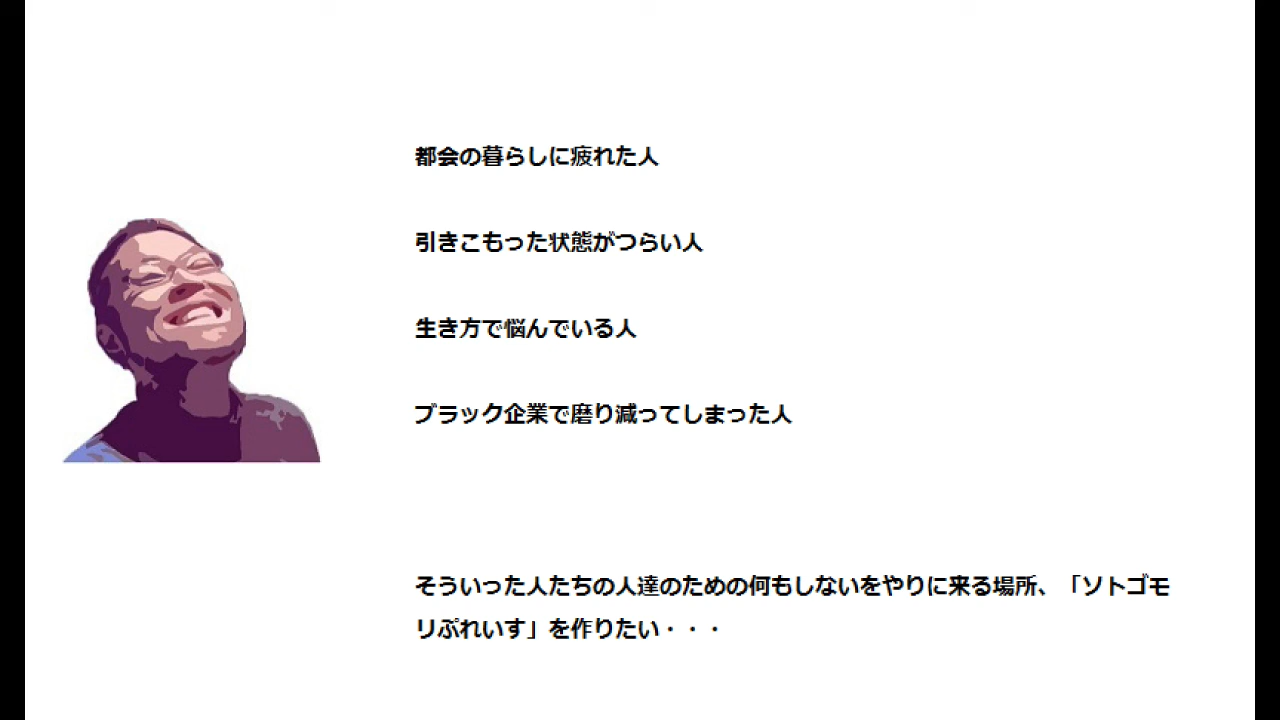 都会の暮らしに疲れた人
引きこもった状態がつらい人
生き方で悩んでいる人
ブラック企業で磨り減ってしまった人
そういった人たちの人達のための何もしないをやりに来る場所、「ソトゴモ
リぷれいす」を作りたい・・・